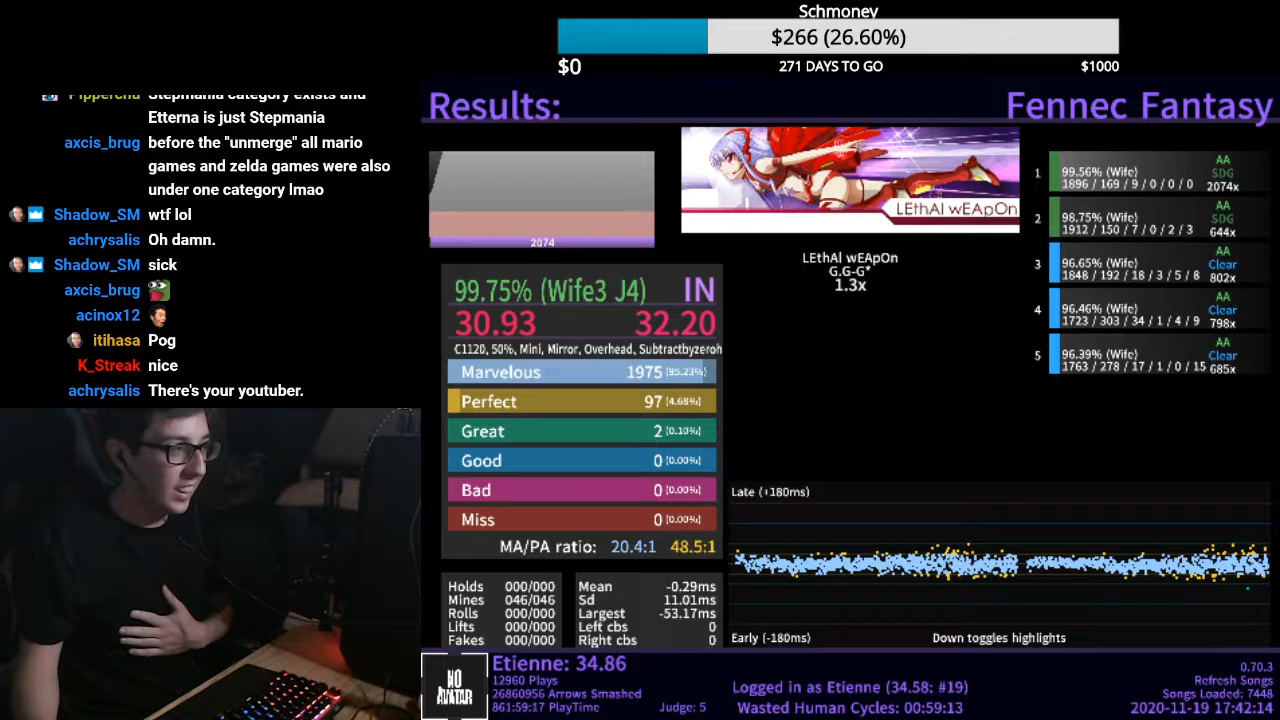 Schmoney
$266 (26.60%)
$0
271 DAYS TO GO
$1000
Pipperchu Stepmania category exists and
Etterna is just Stepmania
axcis_brug before the "unmerge" all mario
games and zelda games were also
under one category lmao
Shadow_SM wtf lol
achrysalis Oh damn.
Shadow_SM sick
axcis_brug
acinox12
itihasa Pog
K_Streak nice
achrysalis There's your youtuber.
Results:
Fennec Fantasy
2074
LEthAl wEApOn
LEthAl wEApOn
G.G-G*
1.3x
99.75% (Wife3 J4) IN
30.93 32.20
C1120, 50%, Mini, Mirror, Overhead, Subtractbyzeroh
Marvelous 1975 (95.23%)
Perfect 97 (4.68%)
Great 2 (0.10%)
Good 0 (0.00%)
Bad 0 (0.00%)
Miss 0 (0.00%)
MA/PA ratio: 20.4:1 48.5:1
Holds 000/000
Mines 046/046
Rolls 000/000
Lifts 000/000
Fakes 000/000
Mean -0.29ms
Sd 11.01ms
Largest -53.17ms
Left cbs 0
Right cbs 0
1 99.56% (Wife) AA
SDG
1896 / 169 / 9 / 0 / 0 / 0 2074x
2 98.75% (Wife) AA
SDG
1912 / 150 / 7 / 0 / 2 / 3 644x
3 96.65% (Wife) AA
Clear
1848 / 192 / 18 / 3 / 5 / 8 802x
4 96.46% (Wife) AA
Clear
1723 / 303 / 34 / 1 / 4 / 9 798x
5 96.39% (Wife) AA
Clear
1763 / 278 / 17 / 1 / 0 / 15 685x
Late (+180ms)
Early (-180ms)
Down toggles highlights
NO
AVATAR
Etienne: 34.86
12960 Plays
26860956 Arrows Smashed
861:59:17 PlayTime
Judge: 5
Logged in as Etienne (34.58: #19)
Wasted Human Cycles: 00:59:13
0.70.3
Refresh Songs
Songs Loaded: 7448
2020-11-19 17:42:14